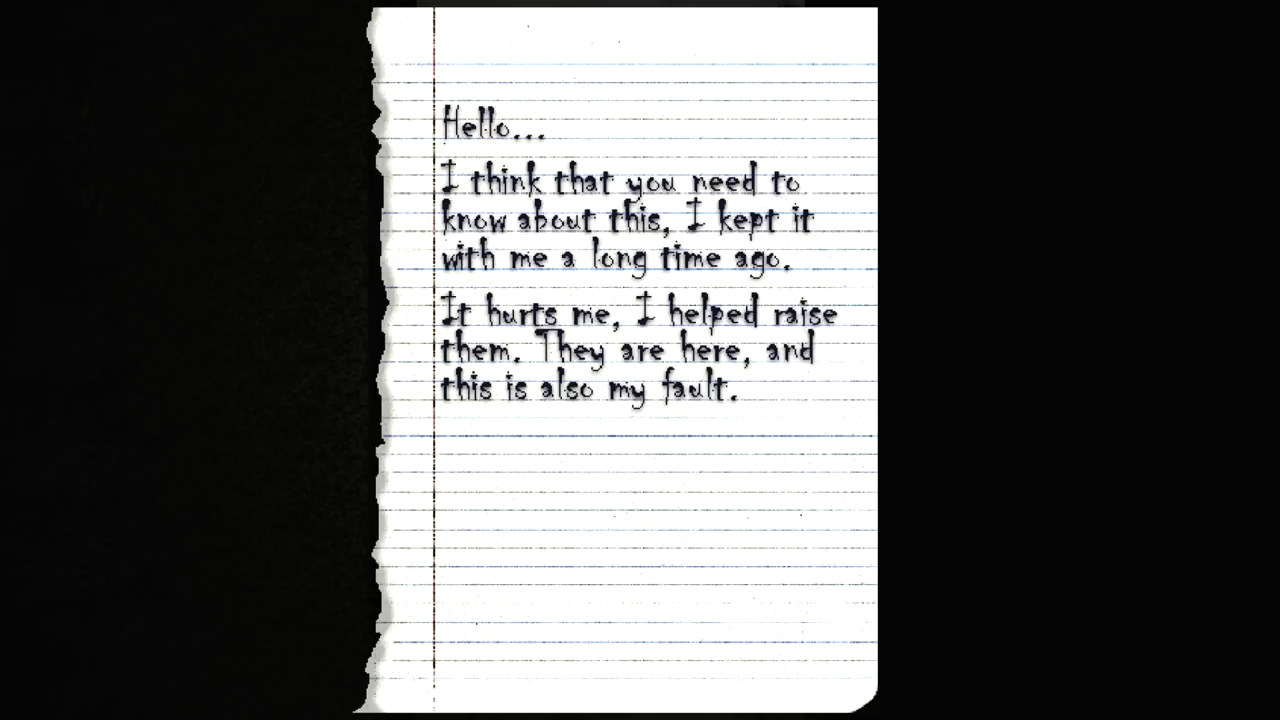 Hello...
I think that you need to
know about this, I kept it
with me a long time ago.
It hurts me, I helped raise
them. They are here, and
this is also my fault.